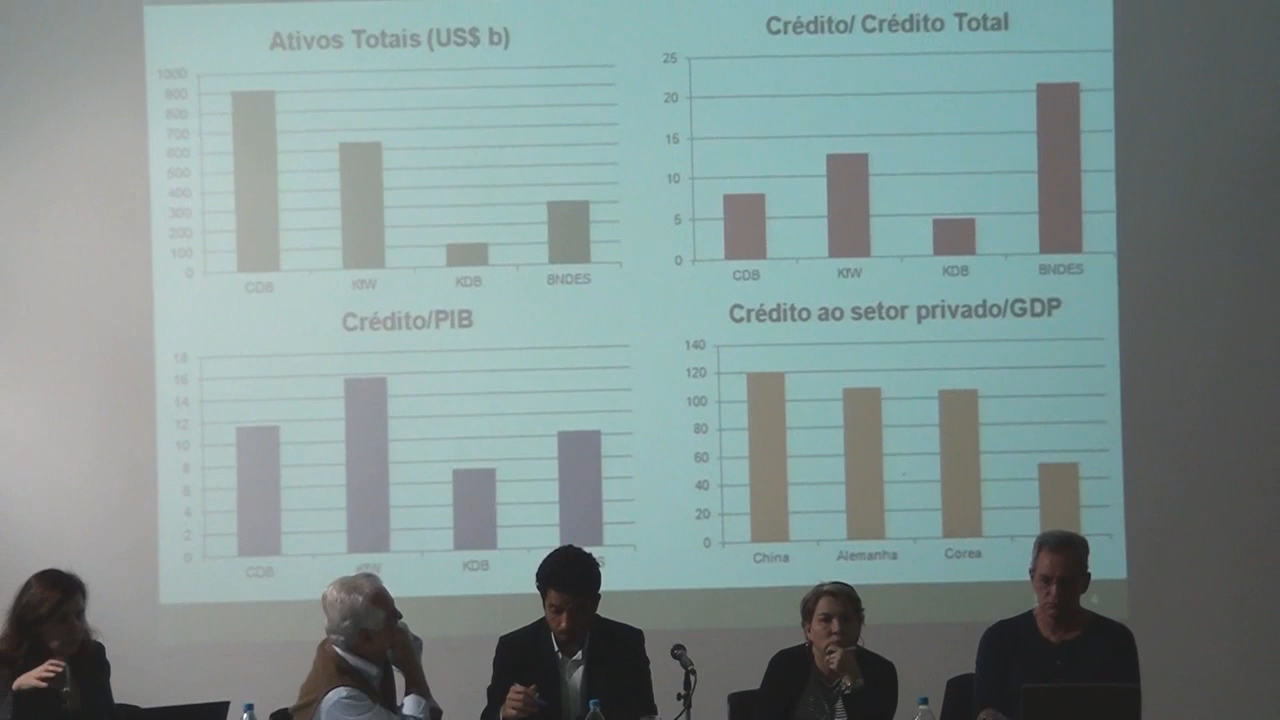 Ativos Totais (US$ b)
1000
900
800
700
600
500
400
300
200
100
0
CDB
KfW
KDB
BNDES
Crédito/ Crédito Total
25
20
15
10
5
0
CDB
KfW
KDB
BNDES
Crédito/PIB
18
16
14
12
10
8
6
4
2
0
CDB
KfW
KDB
S
Crédito ao setor privado/GDP
140
120
100
80
60
40
20
0
China
Alemanha
Corea
4